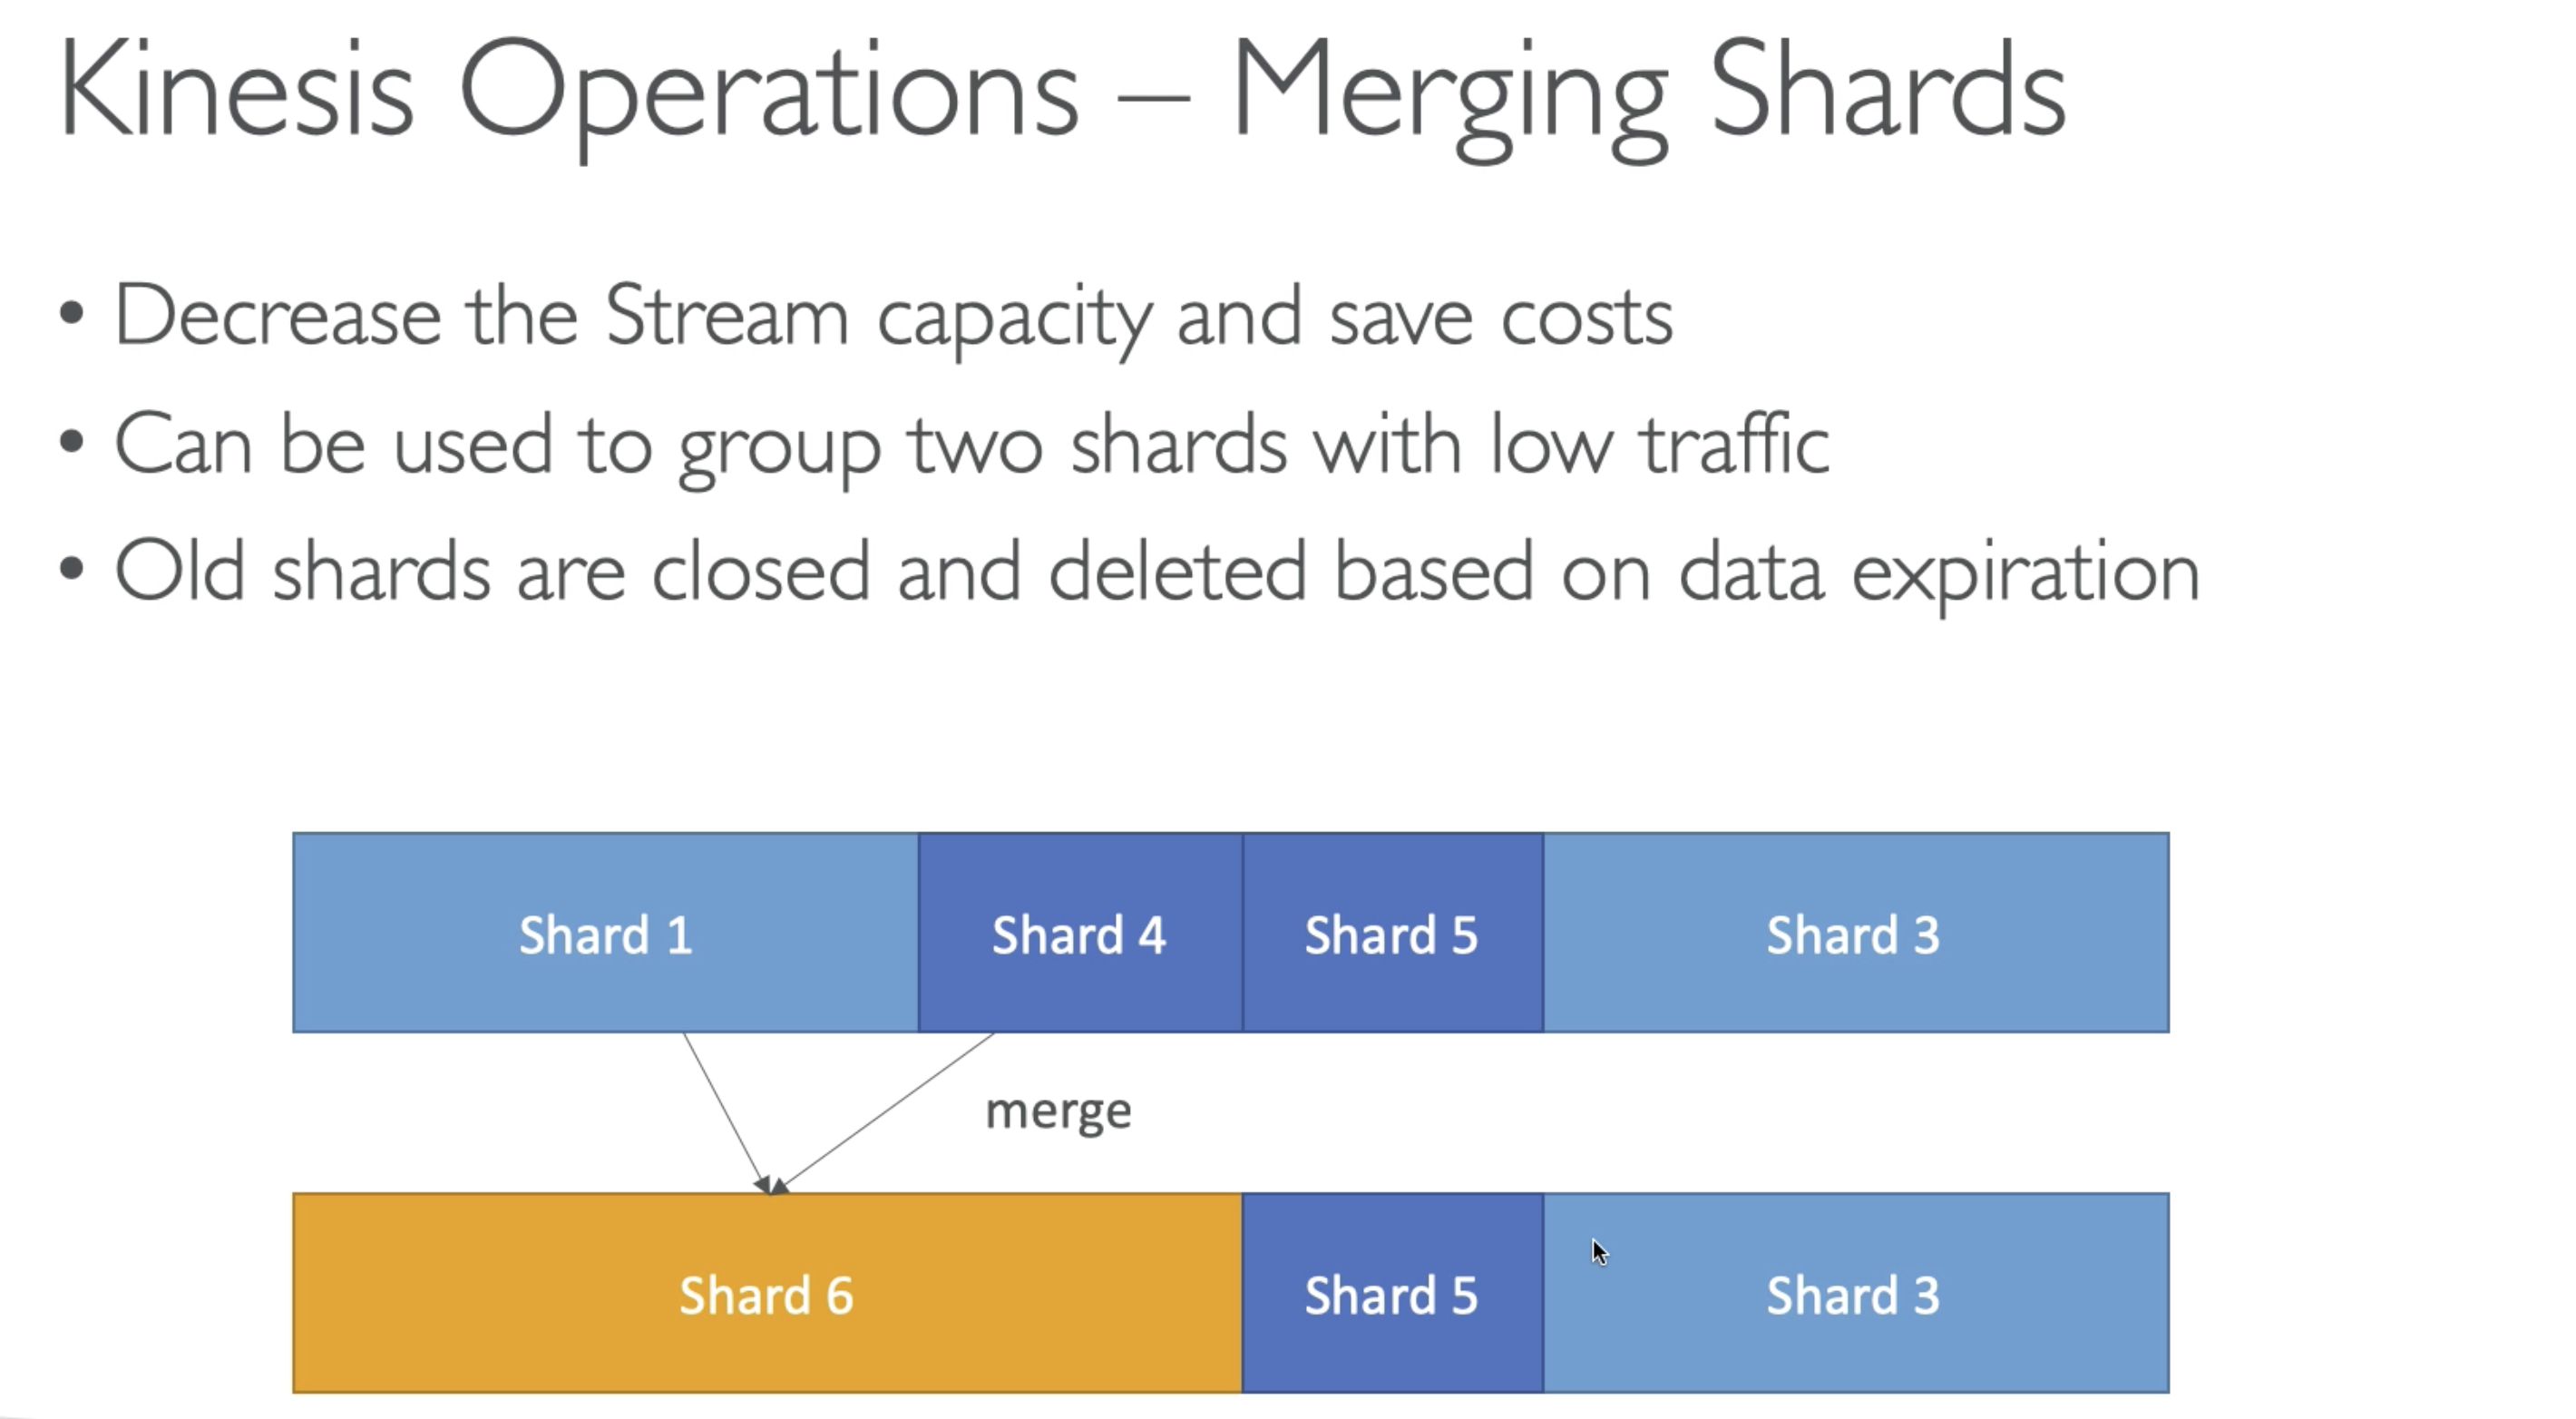 Kinesis Operations – Merging Shards
• Decrease the Stream capacity and save costs
• Can be used to group two shards with low traffic
• Old shards are closed and deleted based on data expiration
Shard 1 Shard 4 Shard 5 Shard 3
merge
Shard 6 Shard 5 Shard 3